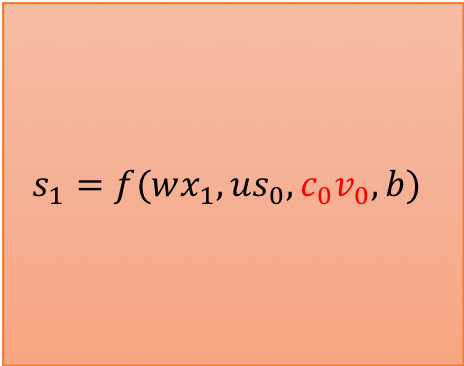 s₁ = f(wx₁, us₀, c₀v₀, b)